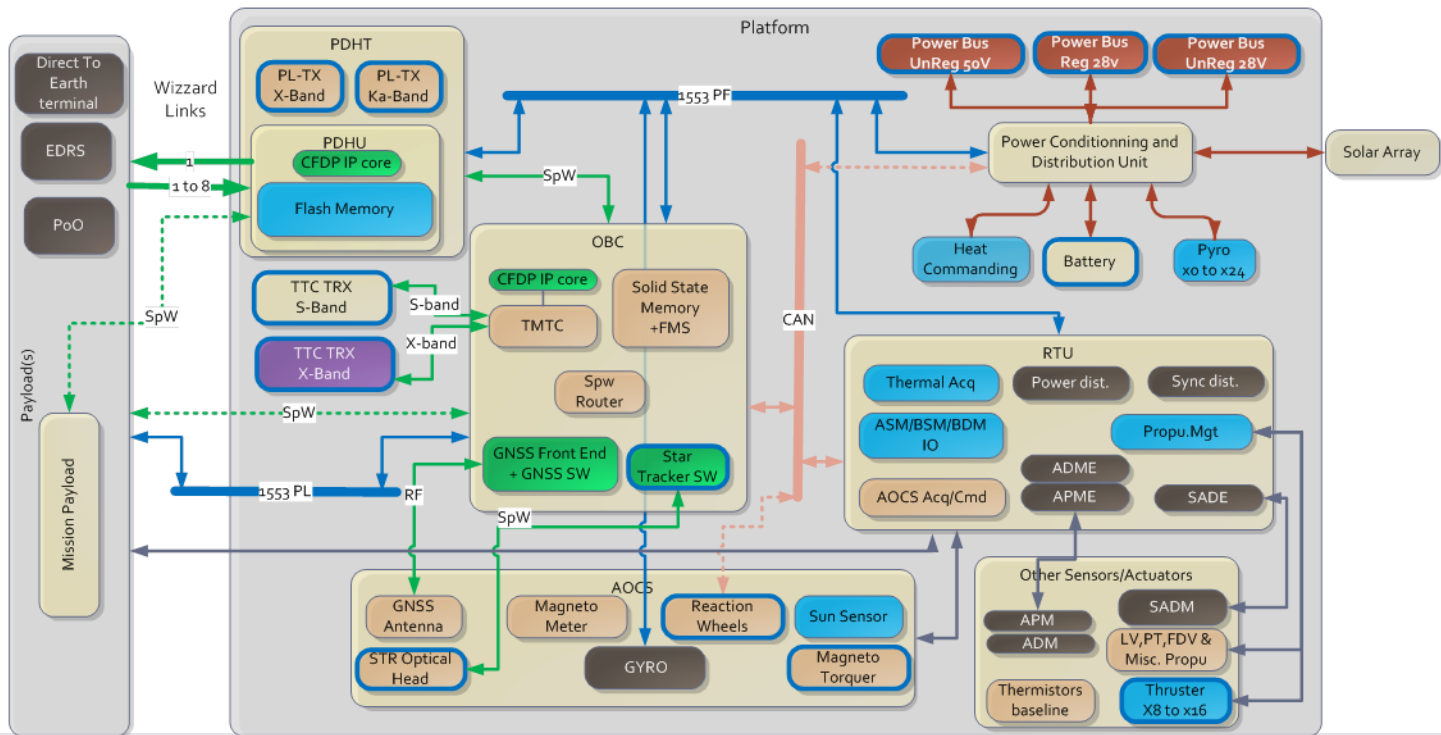 Platform
Direct To
Earth
terminal
EDRS
PoO
Payload(s)
Mission Payload
Wizzard
Links
1
1 to 8
SpW
PDHT
PL-TX
X-Band
PL-TX
Ka-Band
PDHU
CFDP IP core
Flash Memory
1553 PF
SpW
TTC TRX
S-Band
S-band
TTC TRX
X-Band
X-band
SpW
1553 PL
RF
SpW
OBC
CFDP IP core
TMTC
Solid State
Memory
+FMS
Spw
Router
GNSS Front End
+ GNSS SW
Star
Tracker SW
CAN
Power Bus
UnReg 50V
Power Bus
Reg 28v
Power Bus
UnReg 28V
Power Conditionning and
Distribution Unit
Solar Array
Heat
Commanding
Battery
Pyro
x0 to x24
RTU
Thermal Acq
Power dist.
Sync dist.
ASM/BSM/BDM
IO
Propu.Mgt
ADME
APME
AOCS Acq/Cmd
SADE
AOCS
GNSS
Antenna
Magneto
Meter
Reaction
Wheels
Sun Sensor
STR Optical
Head
GYRO
Magneto
Torquer
Other Sensors/Actuators
SADM
APM
ADM
LV,PT,FDV &
Misc. Propu
Thermistors
baseline
Thruster
X8 to x16